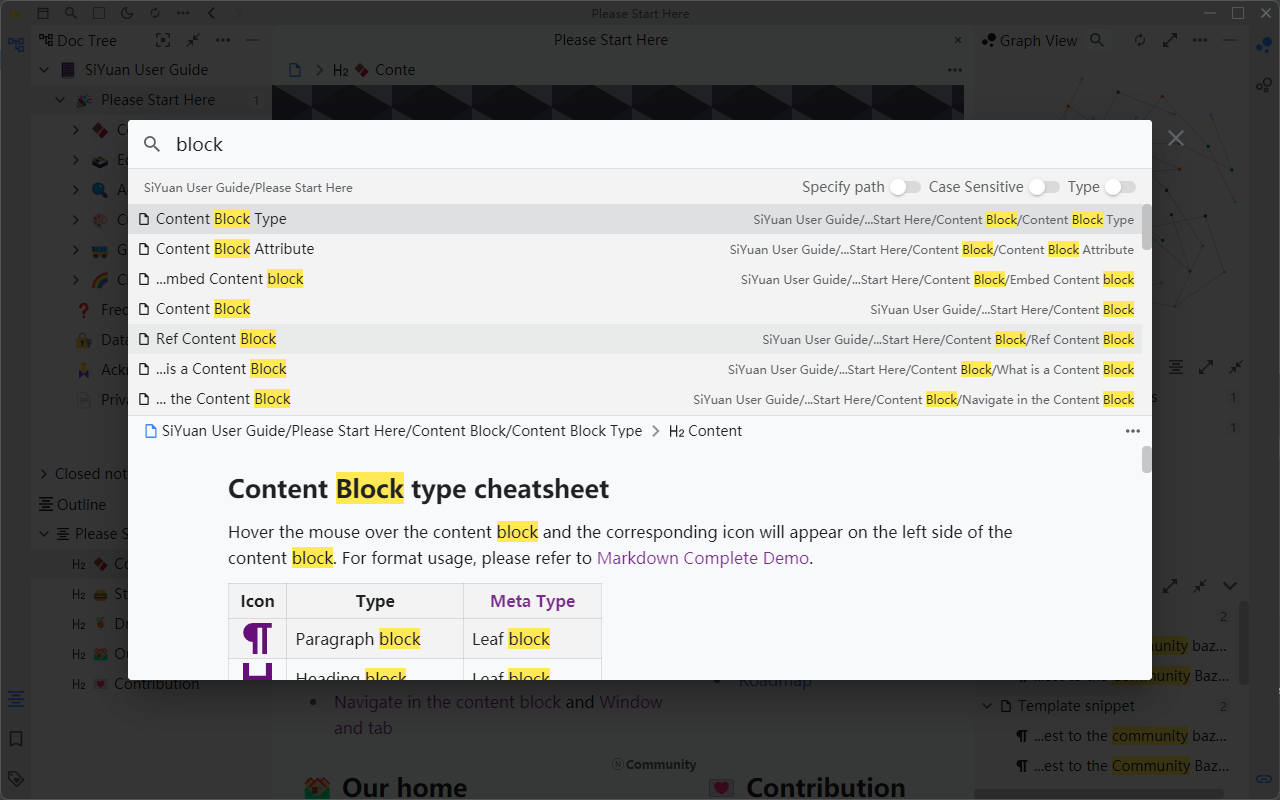 Please Start Here
Doc Tree
Please Start Here
Graph View
SiYuan User Guide
H2 Conte
Please Start Here 1
block
SiYuan User Guide/Please Start Here
Specify path Case Sensitive Type
Content Block Type SiYuan User Guide/...Start Here/Content Block/Content Block Type
Content Block Attribute SiYuan User Guide/...Start Here/Content Block/Content Block Attribute
...mbed Content block SiYuan User Guide/...Start Here/Content Block/Embed Content block
Content Block SiYuan User Guide/...Start Here/Content Block
Ref Content Block SiYuan User Guide/...Start Here/Content Block/Ref Content Block
...is a Content Block SiYuan User Guide/...Start Here/Content Block/What is a Content Block
... the Content Block SiYuan User Guide/...Start Here/Content Block/Navigate in the Content Block
SiYuan User Guide/Please Start Here/Content Block/Content Block Type H2 Content
Content Block type cheatsheet
Hover the mouse over the content block and the corresponding icon will appear on the left side of the
content block. For format usage, please refer to Markdown Complete Demo.
Icon Type Meta Type
¶ Paragraph block Leaf block
Heading block Leaf block
Closed not
Outline
Please S
H2
H2
H2
H2
H2 Contribution
1
1
2
munity baz...
munity Baz...
Roadmap
Navigate in the content block and Window
and tab
Template snippet 2
¶ ...est to the community baz...
¶ ...est to the Community Baz...
Community
Our home
Contribution